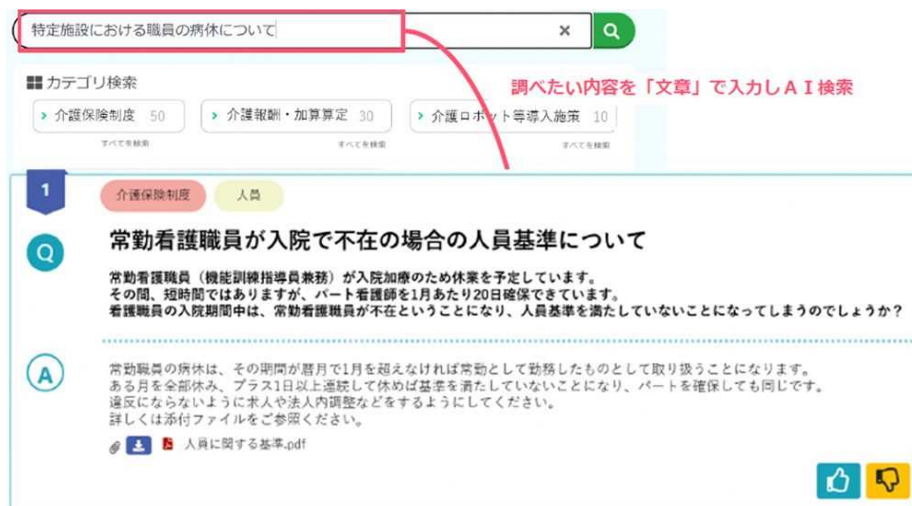 特定施設における職員の病休について
調べたい内容を「文章」で入力しＡＩ検索
カテゴリ検索
介護保険制度 50
介護報酬・加算算定 30
介護ロボット等導入施策 10
すべてを検索
すべてを検索
すべてを検索
1
介護保険制度
人員
Q
常勤看護職員が入院で不在の場合の人員基準について
常勤看護職員（機能訓練指導員兼務）が入院加療のため休業を予定しています。
その間、短時間ではありますが、パート看護師を1月あたり20日確保できています。
看護職員の入院期間中は、常勤看護職員が不在ということになり、人員基準を満たしていないことになってしまうのでしょうか？
A
常勤職員の病休は、その期間が暦月で1月を超えなければ常勤として勤務したものとして取り扱うことになります。
ある月を全部休み、プラス1日以上連続して休めば基準を満たしていないことになり、パートを確保しても同じです。
違反にならないように求人や法人内調整などをするようにしてください。
詳しくは添付ファイルをご参照ください。
人員に関する基準.pdf